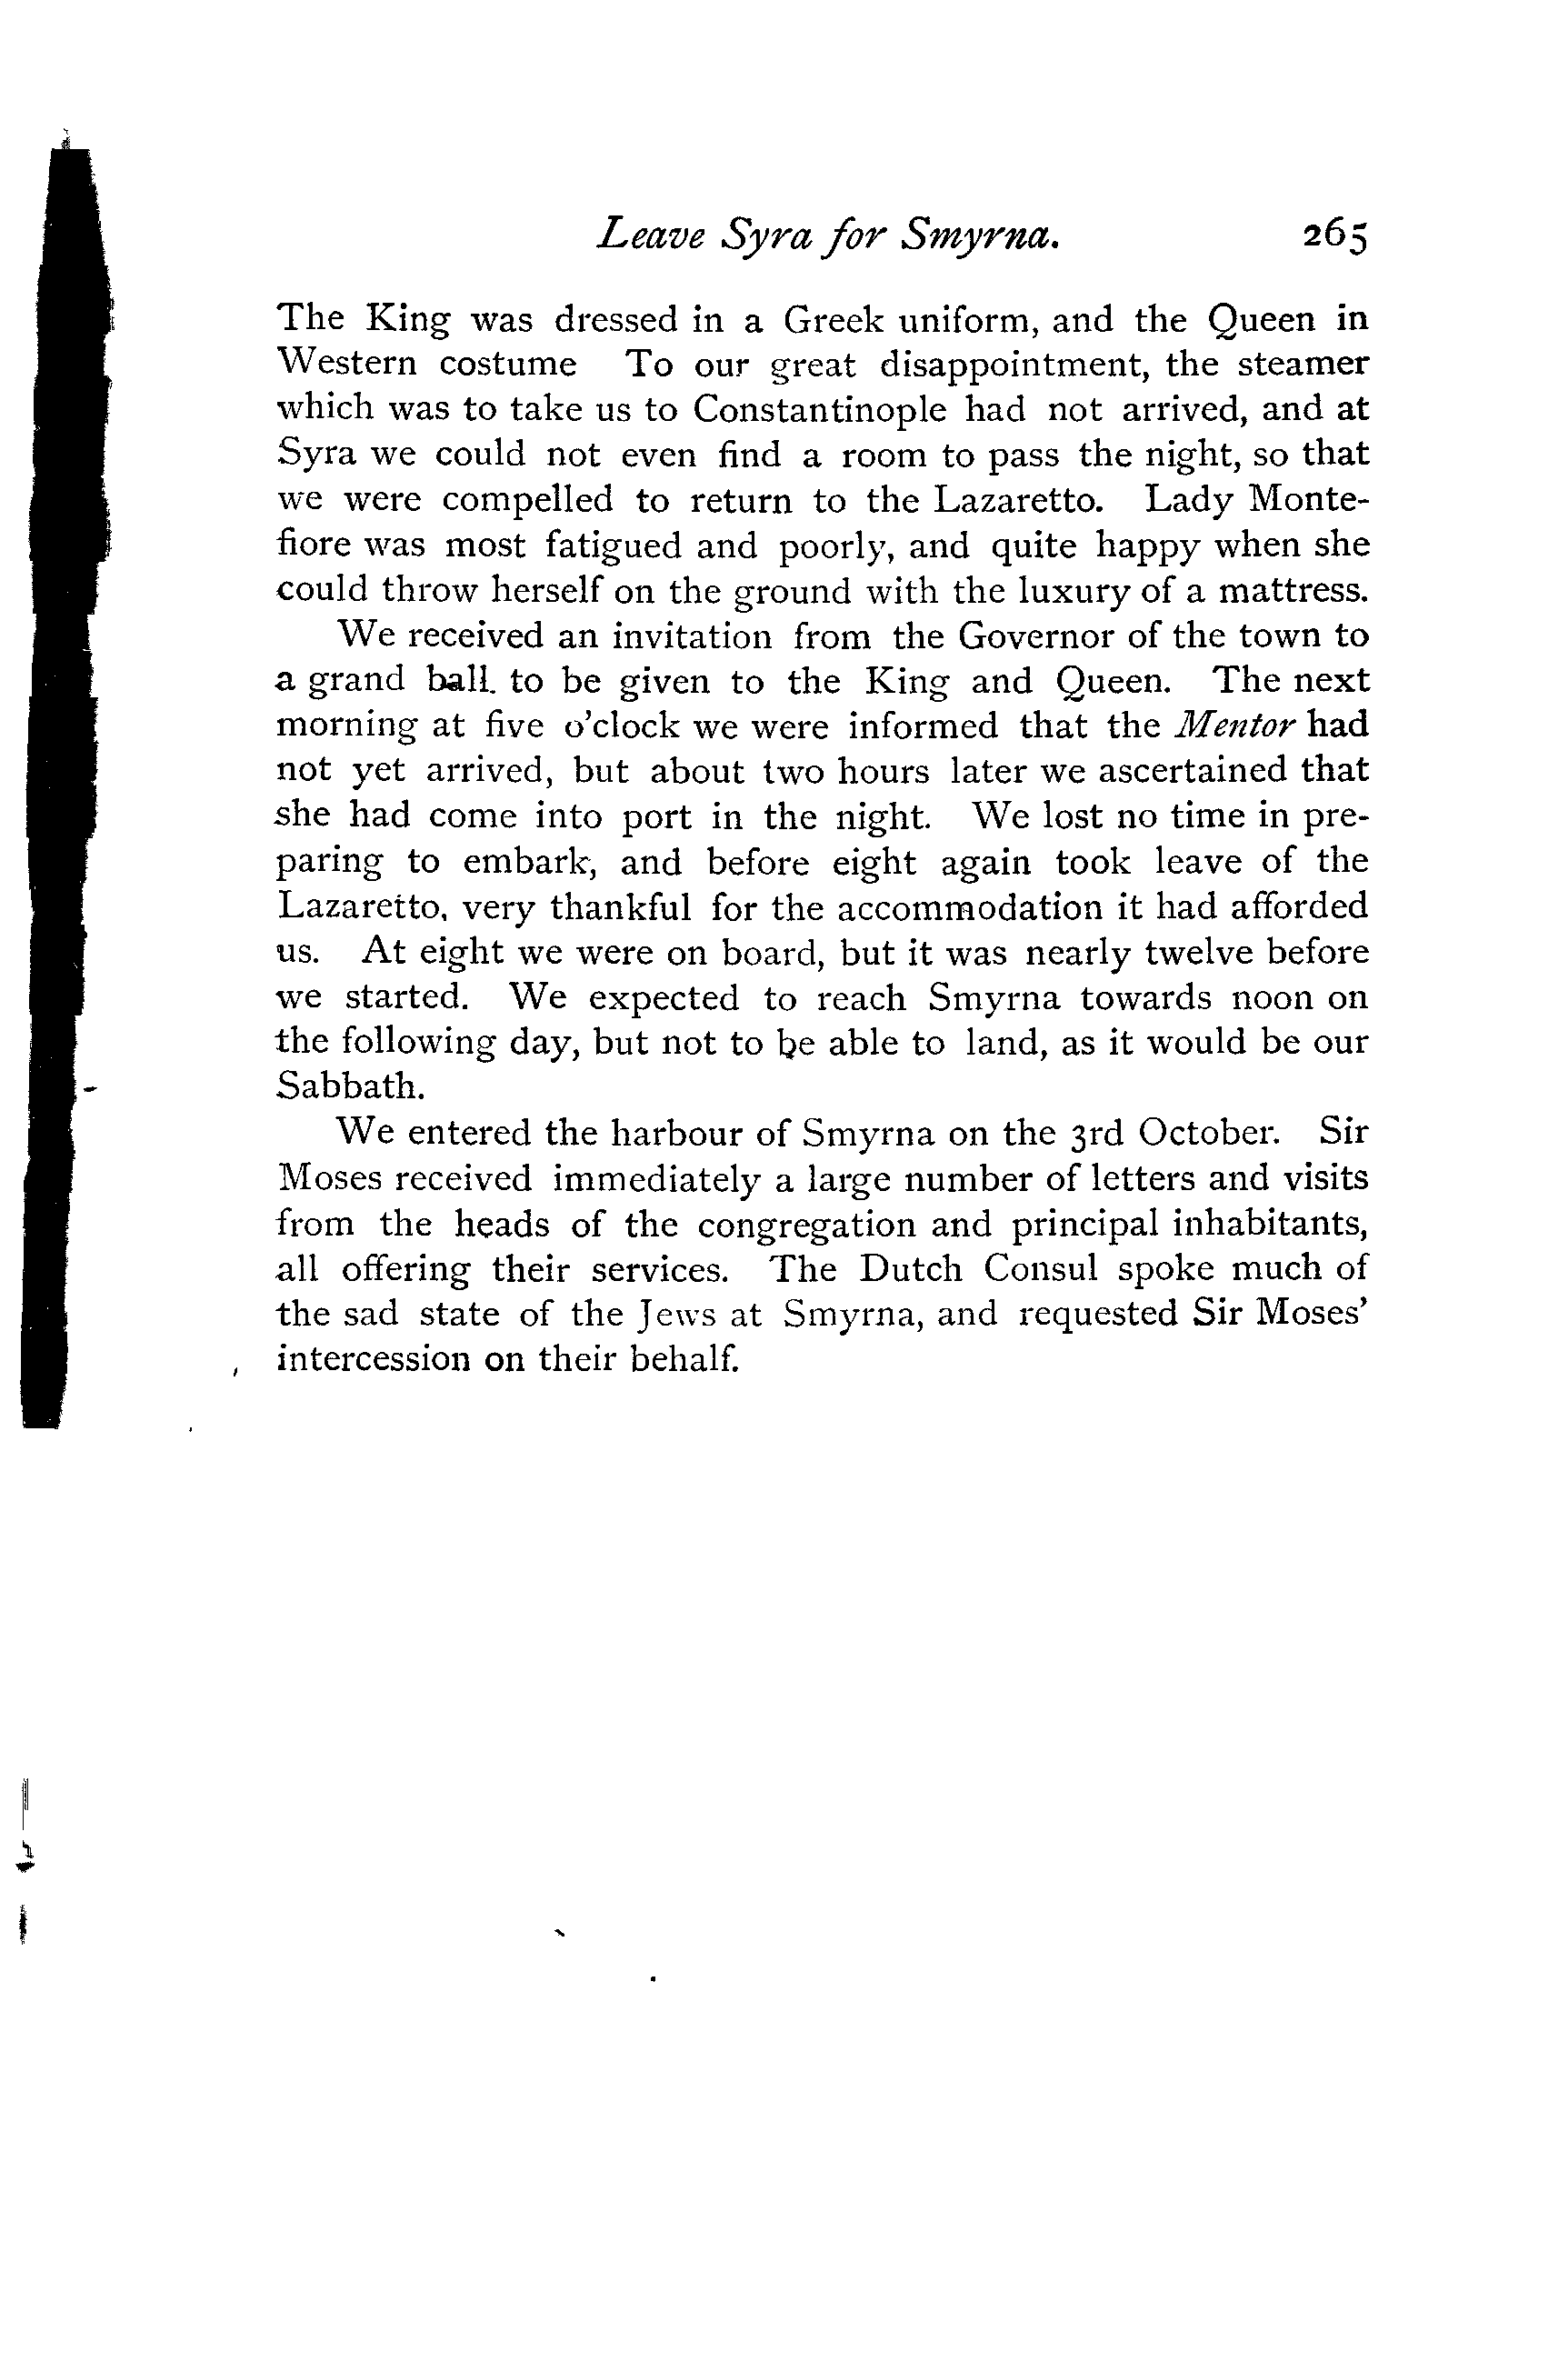 Leave Syra for Smyrna. 265
The King was dressed in a Greek uniform, and the Queen in
Western costume To our great disappointment, the steamer
which was to take us to Constantinople had not arrived, and at
Syra we could not even find a room to pass the night, so that
we were compelled to return to the Lazaretto. Lady Monte-
fiore was most fatigued and poorly, and quite happy when she
could throw herself on the ground with the luxury of a mattress.
We received an invitation from the Governor of the town to
a grand ball. to be given to the King and Queen. The next
morning at five o'clock we were informed that the Mentor had
not yet arrived, but about two hours later we ascertained that
she had come into port in the night. We lost no time in pre-
paring to embark, and before eight again took leave of the
Lazaretto, very thankful for the accommodation it had afforded
us. At eight we were on board, but it was nearly twelve before
we started. We expected to reach Smyrna towards noon on
the following day, but not to be able to land, as it would be our
Sabbath.
We entered the harbour of Smyrna on the 3rd October. Sir
Moses received immediately a large number of letters and visits
from the heads of the congregation and principal inhabitants,
all offering their services. The Dutch Consul spoke much of
the sad state of the Jews at Smyrna, and requested Sir Moses'
intercession on their behalf.